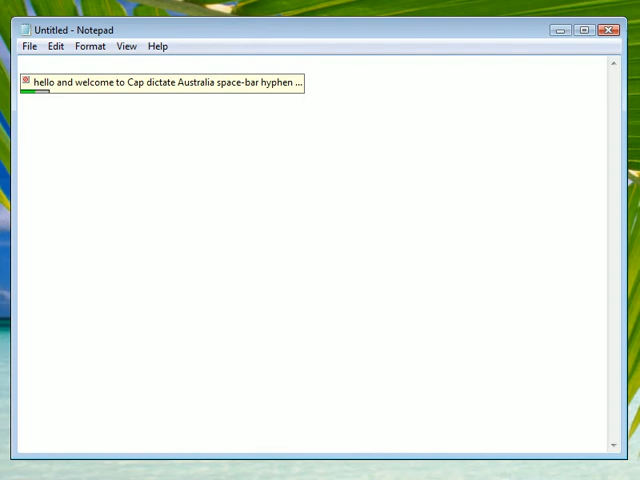 Untitled - Notepad
File Edit Format View Help
hello and welcome to Cap dictate Australia space-bar hyphen ...